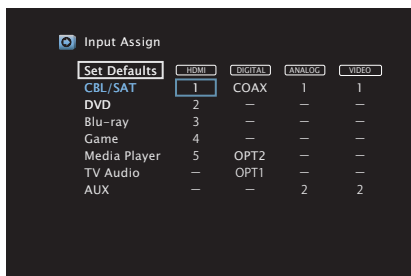 Input Assign
Set Defaults HDMI DIGITAL ANALOG VIDEO
CBL/SAT 1 COAX 1 1
DVD 2 – – –
Blu-ray 3 – – –
Game 4 – – –
Media Player 5 OPT2 – –
TV Audio – OPT1 – –
AUX – – 2 2